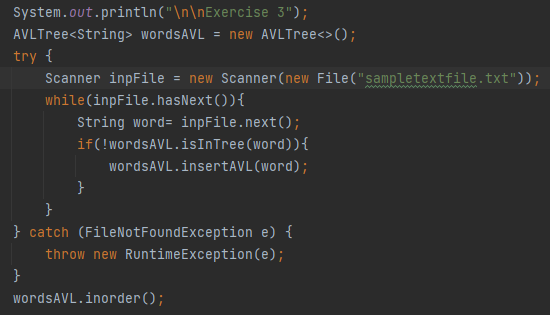 System.out.println("\n\nExercise 3");
AVLTree<String> wordsAVL = new AVLTree<>();
try {
    Scanner inpFile = new Scanner(new File("sampletextfile.txt"));
    while(inpFile.hasNext()){
        String word= inpFile.next();
        if(!wordsAVL.isInTree(word)){
            wordsAVL.insertAVL(word);
        }
    }
} catch (FileNotFoundException e) {
    throw new RuntimeException(e);
}
wordsAVL.inorder();